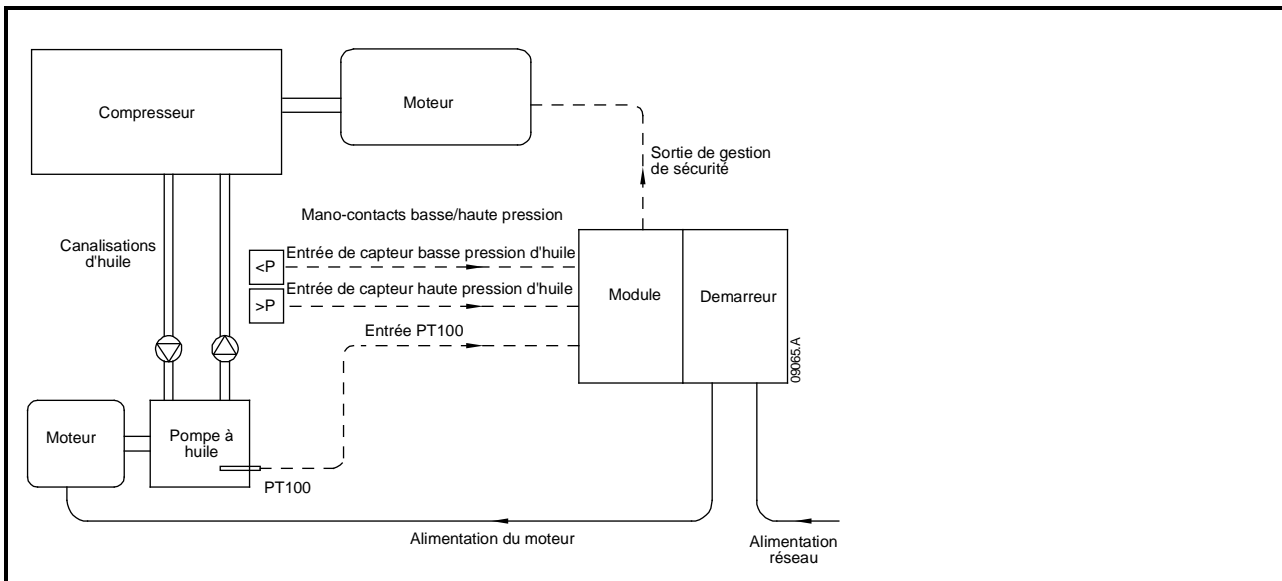 Compresseur
Moteur
Sortie de gestion
de sécurité
Mano-contacts basse/haute pression
Canalisations
d'huile
<P
Entrée de capteur basse pression d'huile
>P
Entrée de capteur haute pression d'huile
Module
Demarreur
09065.A
Entrée PT100
Moteur
Pompe à
huile
PT100
Alimentation du moteur
Alimentation
réseau